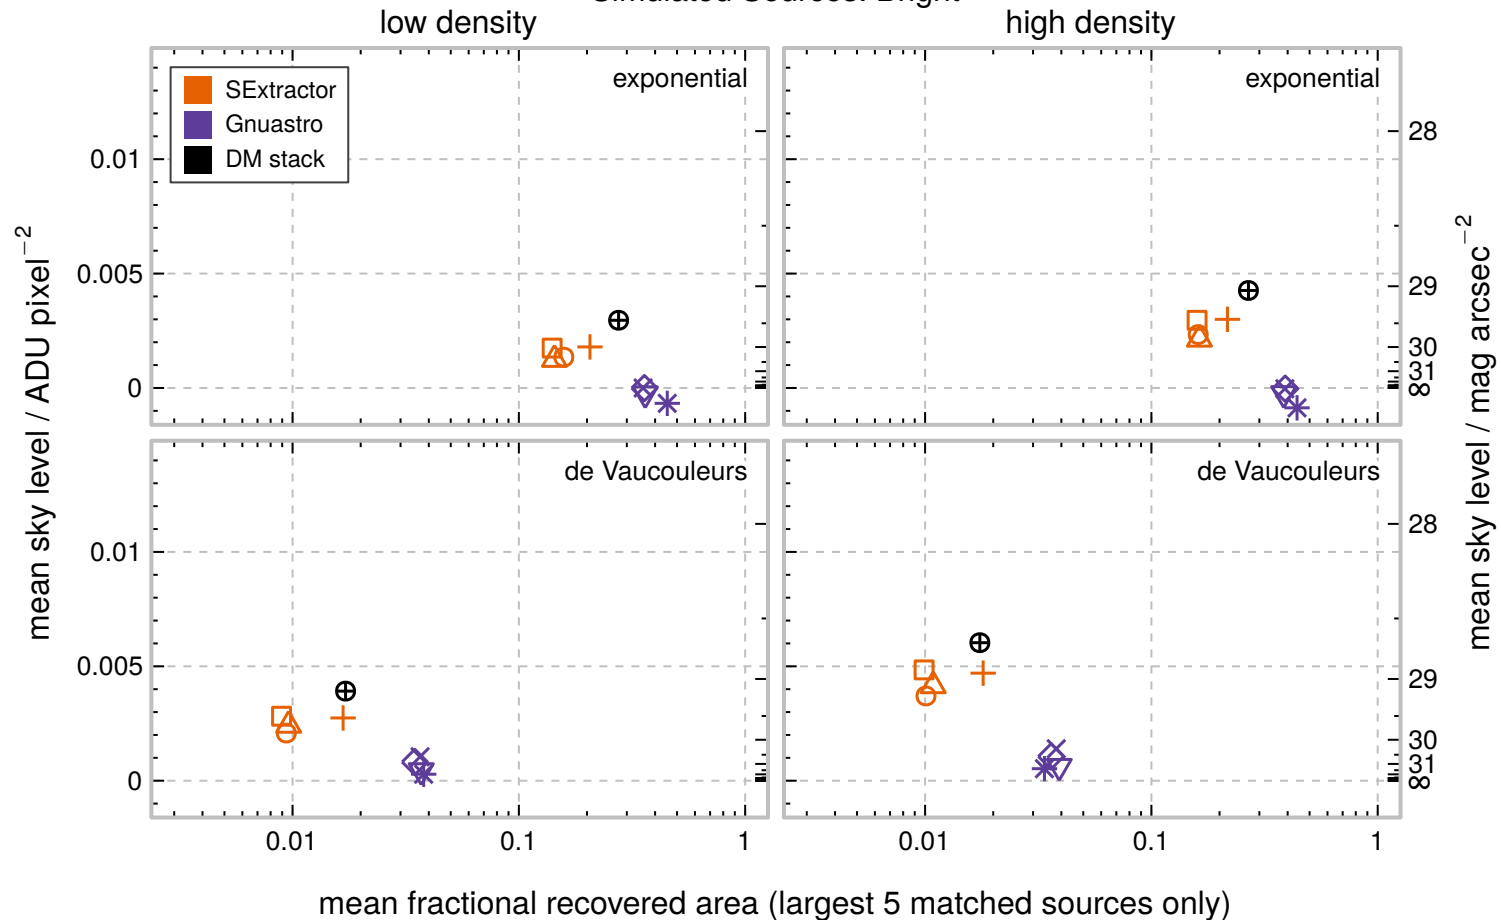 Simulated Sources: Bright
low density
high density
exponential
exponential
SExtractor
Gnuastro
DM stack
0.01
0.005
0
28
29
30
31
∞
de Vaucouleurs
de Vaucouleurs
0.01
0.005
0
28
29
30
31
∞
0.01
0.1
1
0.01
0.1
1
mean sky level / ADU pixel⁻²
mean sky level / mag arcsec⁻²
mean fractional recovered area (largest 5 matched sources only)